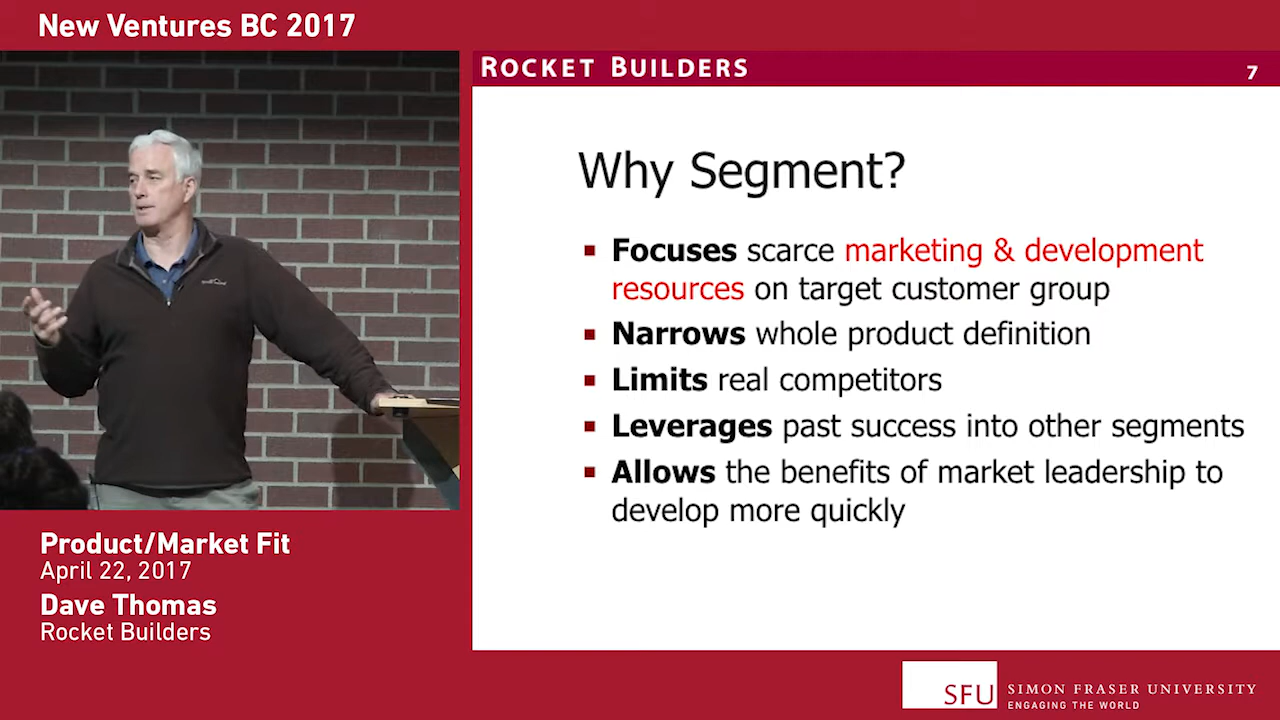 New Ventures BC 2017
ROCKET BUILDERS
7
Why Segment?
Focuses scarce marketing & development
resources on target customer group
Narrows whole product definition
Limits real competitors
Leverages past success into other segments
Allows the benefits of market leadership to
develop more quickly
Product/Market Fit
April 22, 2017
Dave Thomas
Rocket Builders
SFU
SIMON FRASER UNIVERSITY
ENGAGING THE WORLD